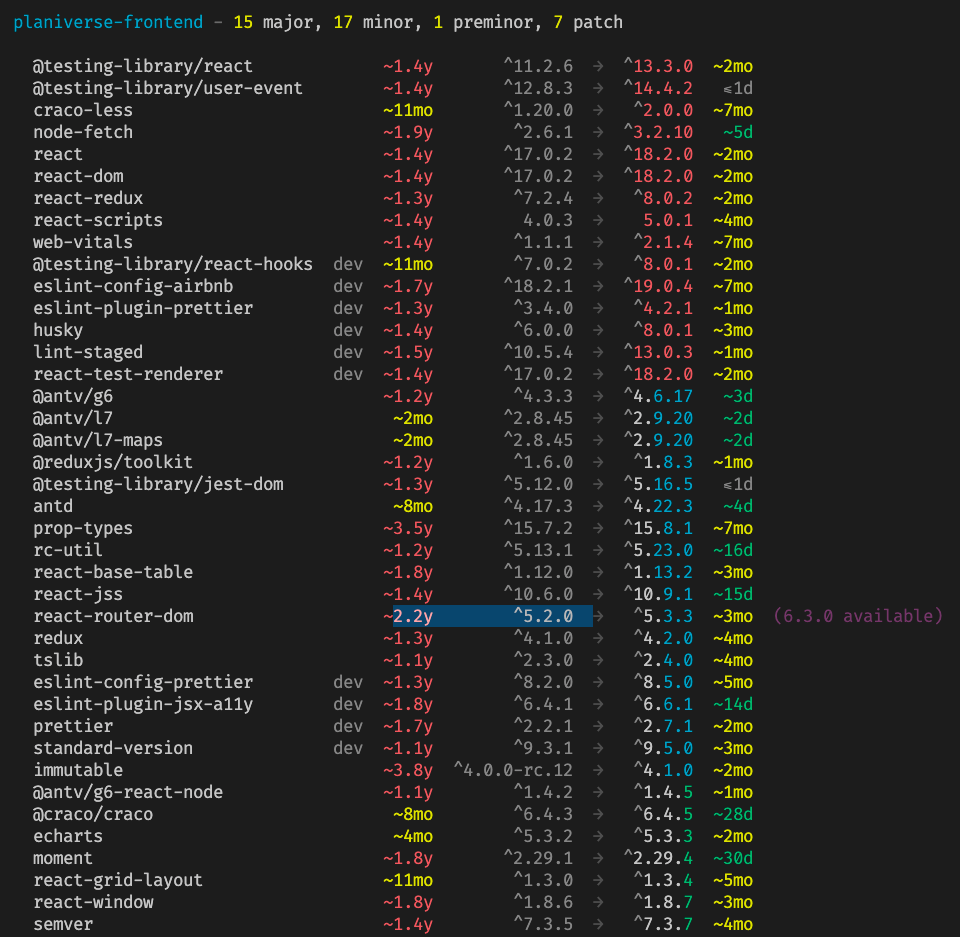 planiverse-frontend - 15 major, 17 minor, 1 preminor, 7 patch
@testing-library/react ~1.4y ^11.2.6 → ^13.3.0 ~2mo
@testing-library/user-event ~1.4y ^12.8.3 → ^14.4.2 ⩽1d
craco-less ~11mo ^1.20.0 → ^2.0.0 ~7mo
node-fetch ~1.9y ^2.6.1 → ^3.2.10 ~5d
react ~1.4y ^17.0.2 → ^18.2.0 ~2mo
react-dom ~1.4y ^17.0.2 → ^18.2.0 ~2mo
react-redux ~1.3y ^7.2.4 → ^8.0.2 ~2mo
react-scripts ~1.4y 4.0.3 → 5.0.1 ~4mo
web-vitals ~1.4y ^1.1.1 → ^2.1.4 ~7mo
@testing-library/react-hooks dev ~11mo ^7.0.2 → ^8.0.1 ~2mo
eslint-config-airbnb dev ~1.7y ^18.2.1 → ^19.0.4 ~7mo
eslint-plugin-prettier dev ~1.3y ^3.4.0 → ^4.2.1 ~1mo
husky dev ~1.4y ^6.0.0 → ^8.0.1 ~3mo
lint-staged dev ~1.5y ^10.5.4 → ^13.0.3 ~1mo
react-test-renderer dev ~1.4y ^17.0.2 → ^18.2.0 ~2mo
@antv/g6 ~1.2y ^4.3.3 → ^4.6.17 ~3d
@antv/l7 ~2mo ^2.8.45 → ^2.9.20 ~2d
@antv/l7-maps ~2mo ^2.8.45 → ^2.9.20 ~2d
@reduxjs/toolkit ~1.2y ^1.6.0 → ^1.8.3 ~1mo
@testing-library/jest-dom ~1.3y ^5.12.0 → ^5.16.5 ⩽1d
antd ~8mo ^4.17.3 → ^4.22.3 ~4d
prop-types ~3.5y ^15.7.2 → ^15.8.1 ~7mo
rc-util ~1.2y ^5.13.1 → ^5.23.0 ~16d
react-base-table ~1.8y ^1.12.0 → ^1.13.2 ~3mo
react-jss ~1.4y ^10.6.0 → ^10.9.1 ~15d
react-router-dom ~2.2y ^5.2.0 → ^5.3.3 ~3mo (6.3.0 available)
redux ~1.3y ^4.1.0 → ^4.2.0 ~4mo
tslib ~1.1y ^2.3.0 → ^2.4.0 ~4mo
eslint-config-prettier dev ~1.3y ^8.2.0 → ^8.5.0 ~5mo
eslint-plugin-jsx-a11y dev ~1.8y ^6.4.1 → ^6.6.1 ~14d
prettier dev ~1.7y ^2.2.1 → ^2.7.1 ~2mo
standard-version dev ~1.1y ^9.3.1 → ^9.5.0 ~3mo
immutable ~3.8y ^4.0.0-rc.12 → ^4.1.0 ~2mo
@antv/g6-react-node ~1.1y ^1.4.2 → ^1.4.5 ~1mo
@craco/craco ~8mo ^6.4.3 → ^6.4.5 ~28d
echarts ~4mo ^5.3.2 → ^5.3.3 ~2mo
moment ~1.8y ^2.29.1 → ^2.29.4 ~30d
react-grid-layout ~11mo ^1.3.0 → ^1.3.4 ~5mo
react-window ~1.8y ^1.8.6 → ^1.8.7 ~3mo
semver ~1.4y ^7.3.5 → ^7.3.7 ~4mo